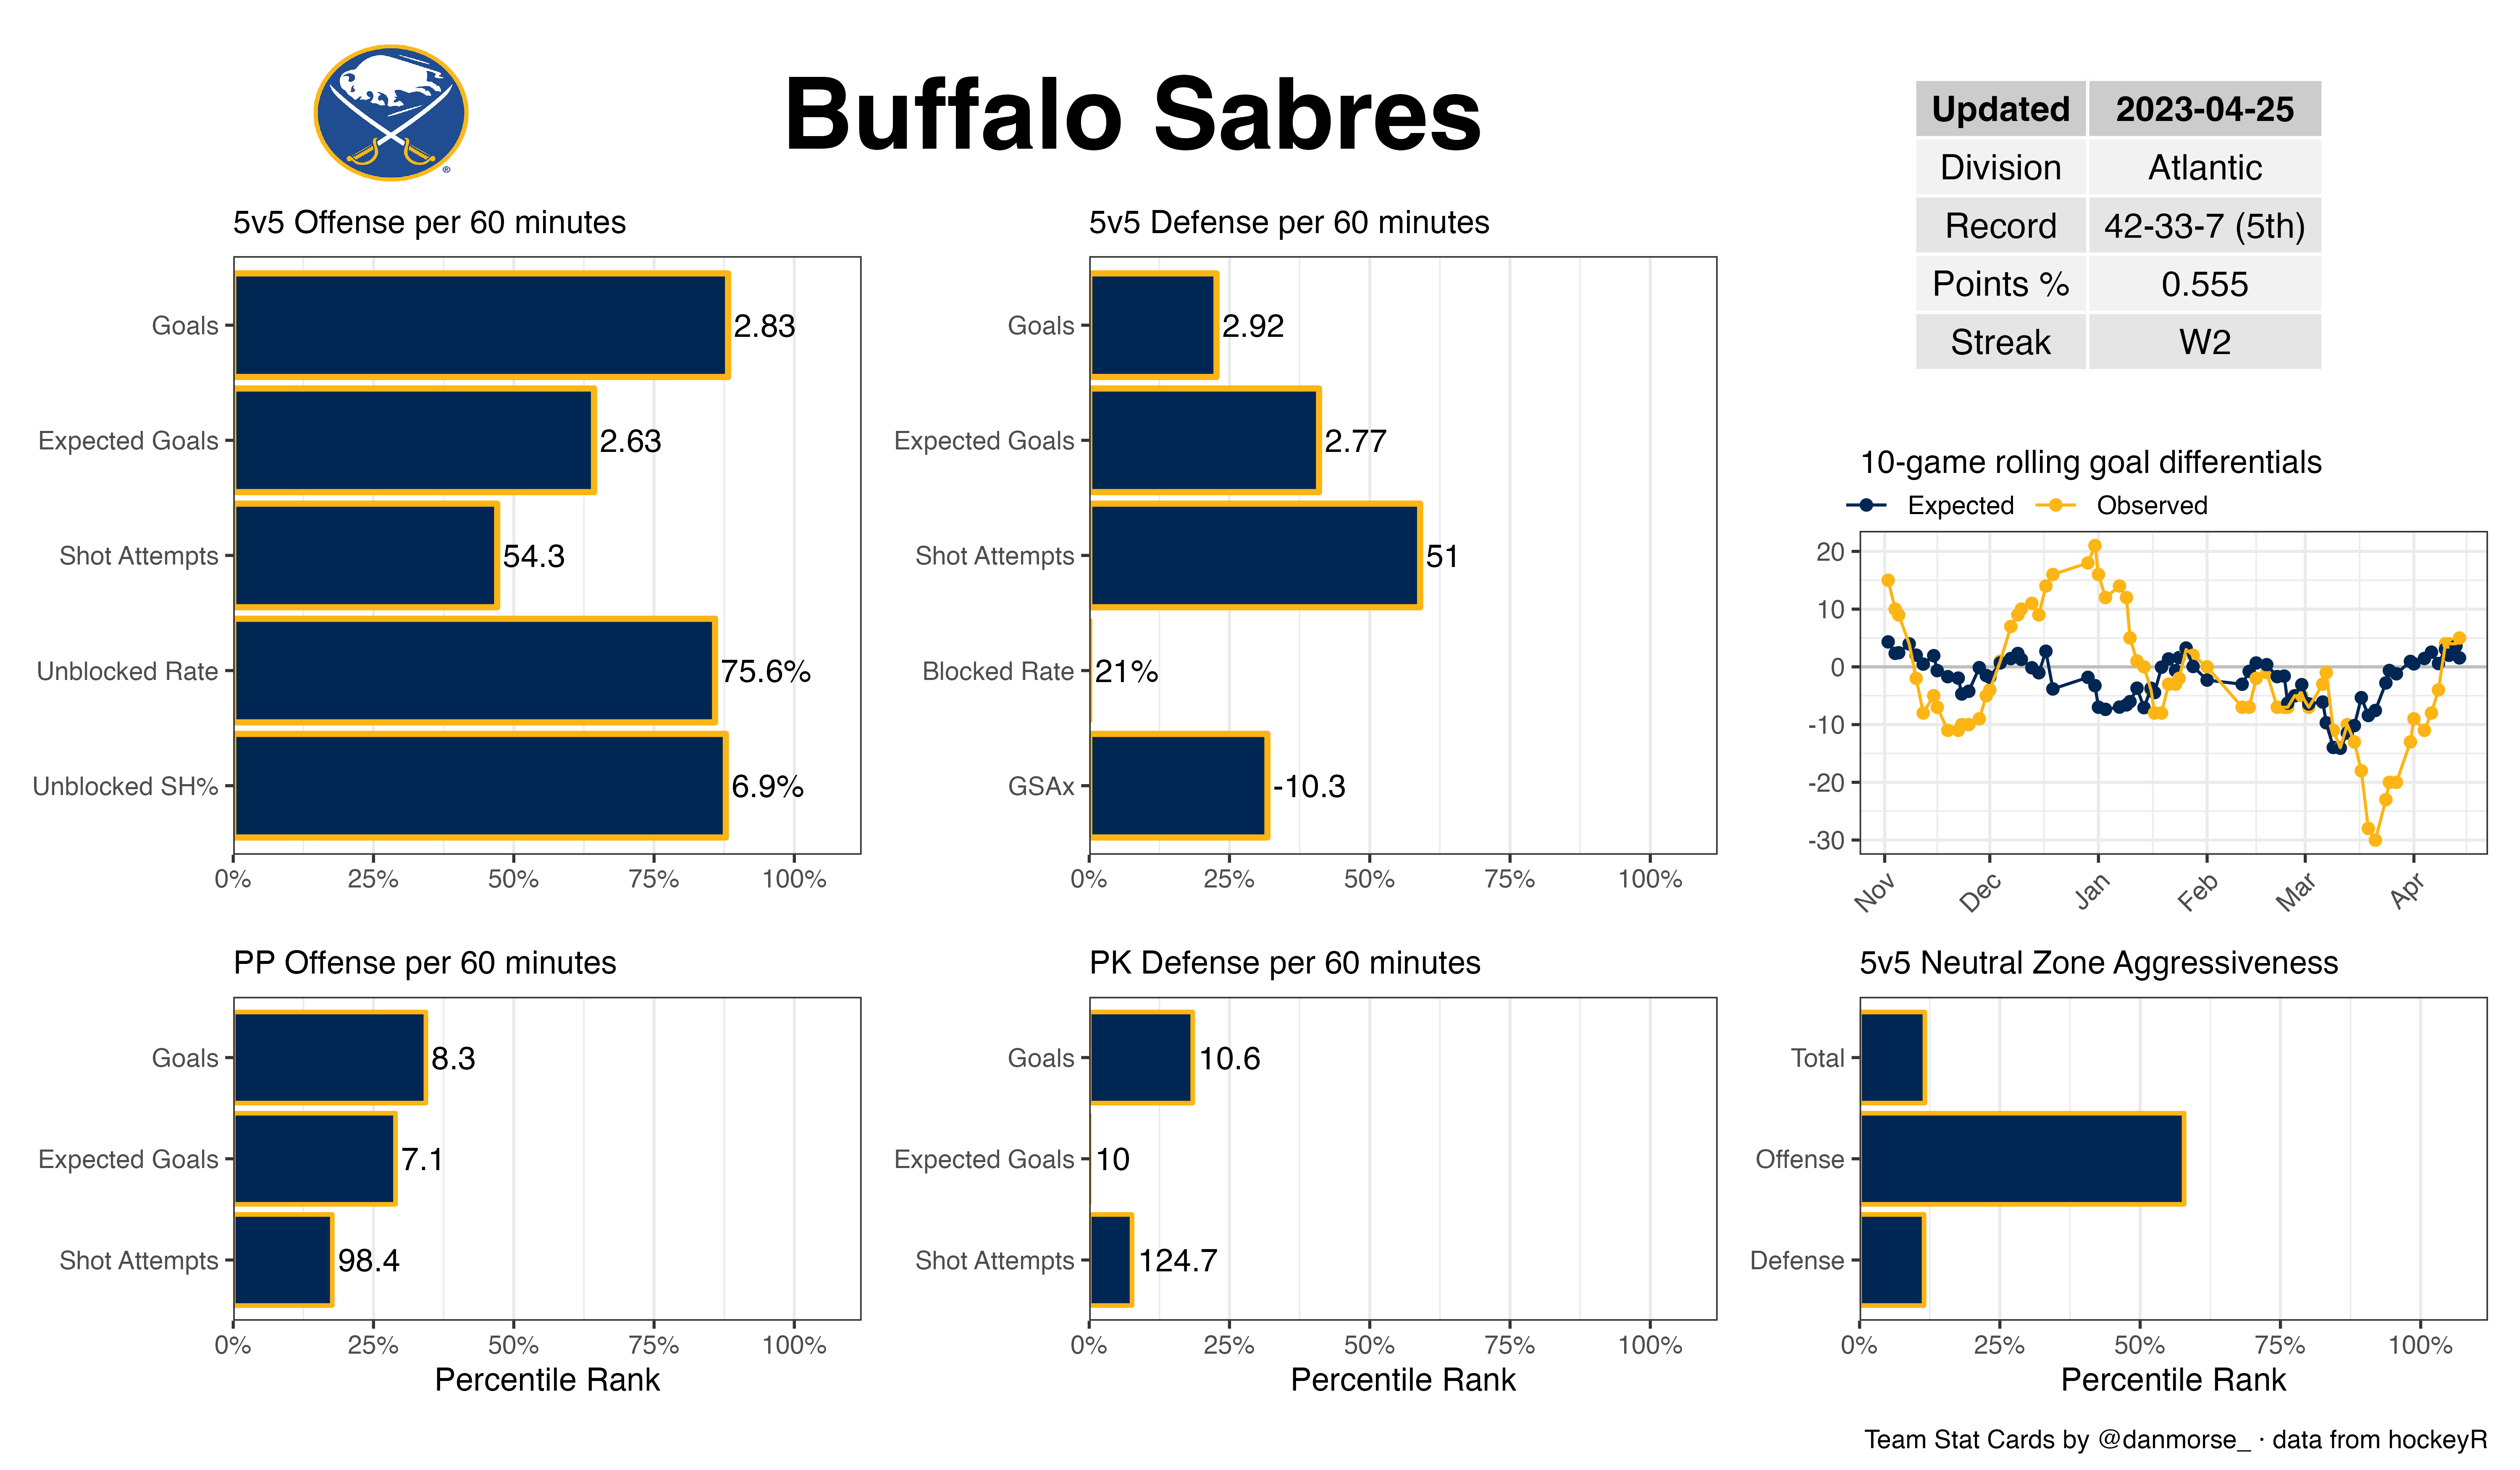 Buffalo Sabres
®
Updated 2023-04-25
Division Atlantic
Record 42-33-7 (5th)
Points % 0.555
Streak W2
5v5 Offense per 60 minutes
Goals 2.83
Expected Goals 2.63
Shot Attempts 54.3
Unblocked Rate 75.6%
Unblocked SH% 6.9%
0% 25% 50% 75% 100%
5v5 Defense per 60 minutes
Goals 2.92
Expected Goals 2.77
Shot Attempts 51
Blocked Rate 21%
GSAx -10.3
0% 25% 50% 75% 100%
10-game rolling goal differentials
Expected Observed
20
10
0
-10
-20
-30
Nov Dec Jan Feb Mar Apr
PP Offense per 60 minutes
Goals 8.3
Expected Goals 7.1
Shot Attempts 98.4
0% 25% 50% 75% 100%
Percentile Rank
PK Defense per 60 minutes
Goals 10.6
Expected Goals 10
Shot Attempts 124.7
0% 25% 50% 75% 100%
Percentile Rank
5v5 Neutral Zone Aggressiveness
Total
Offense
Defense
0% 25% 50% 75% 100%
Percentile Rank
Team Stat Cards by @danmorse_ · data from hockeyR